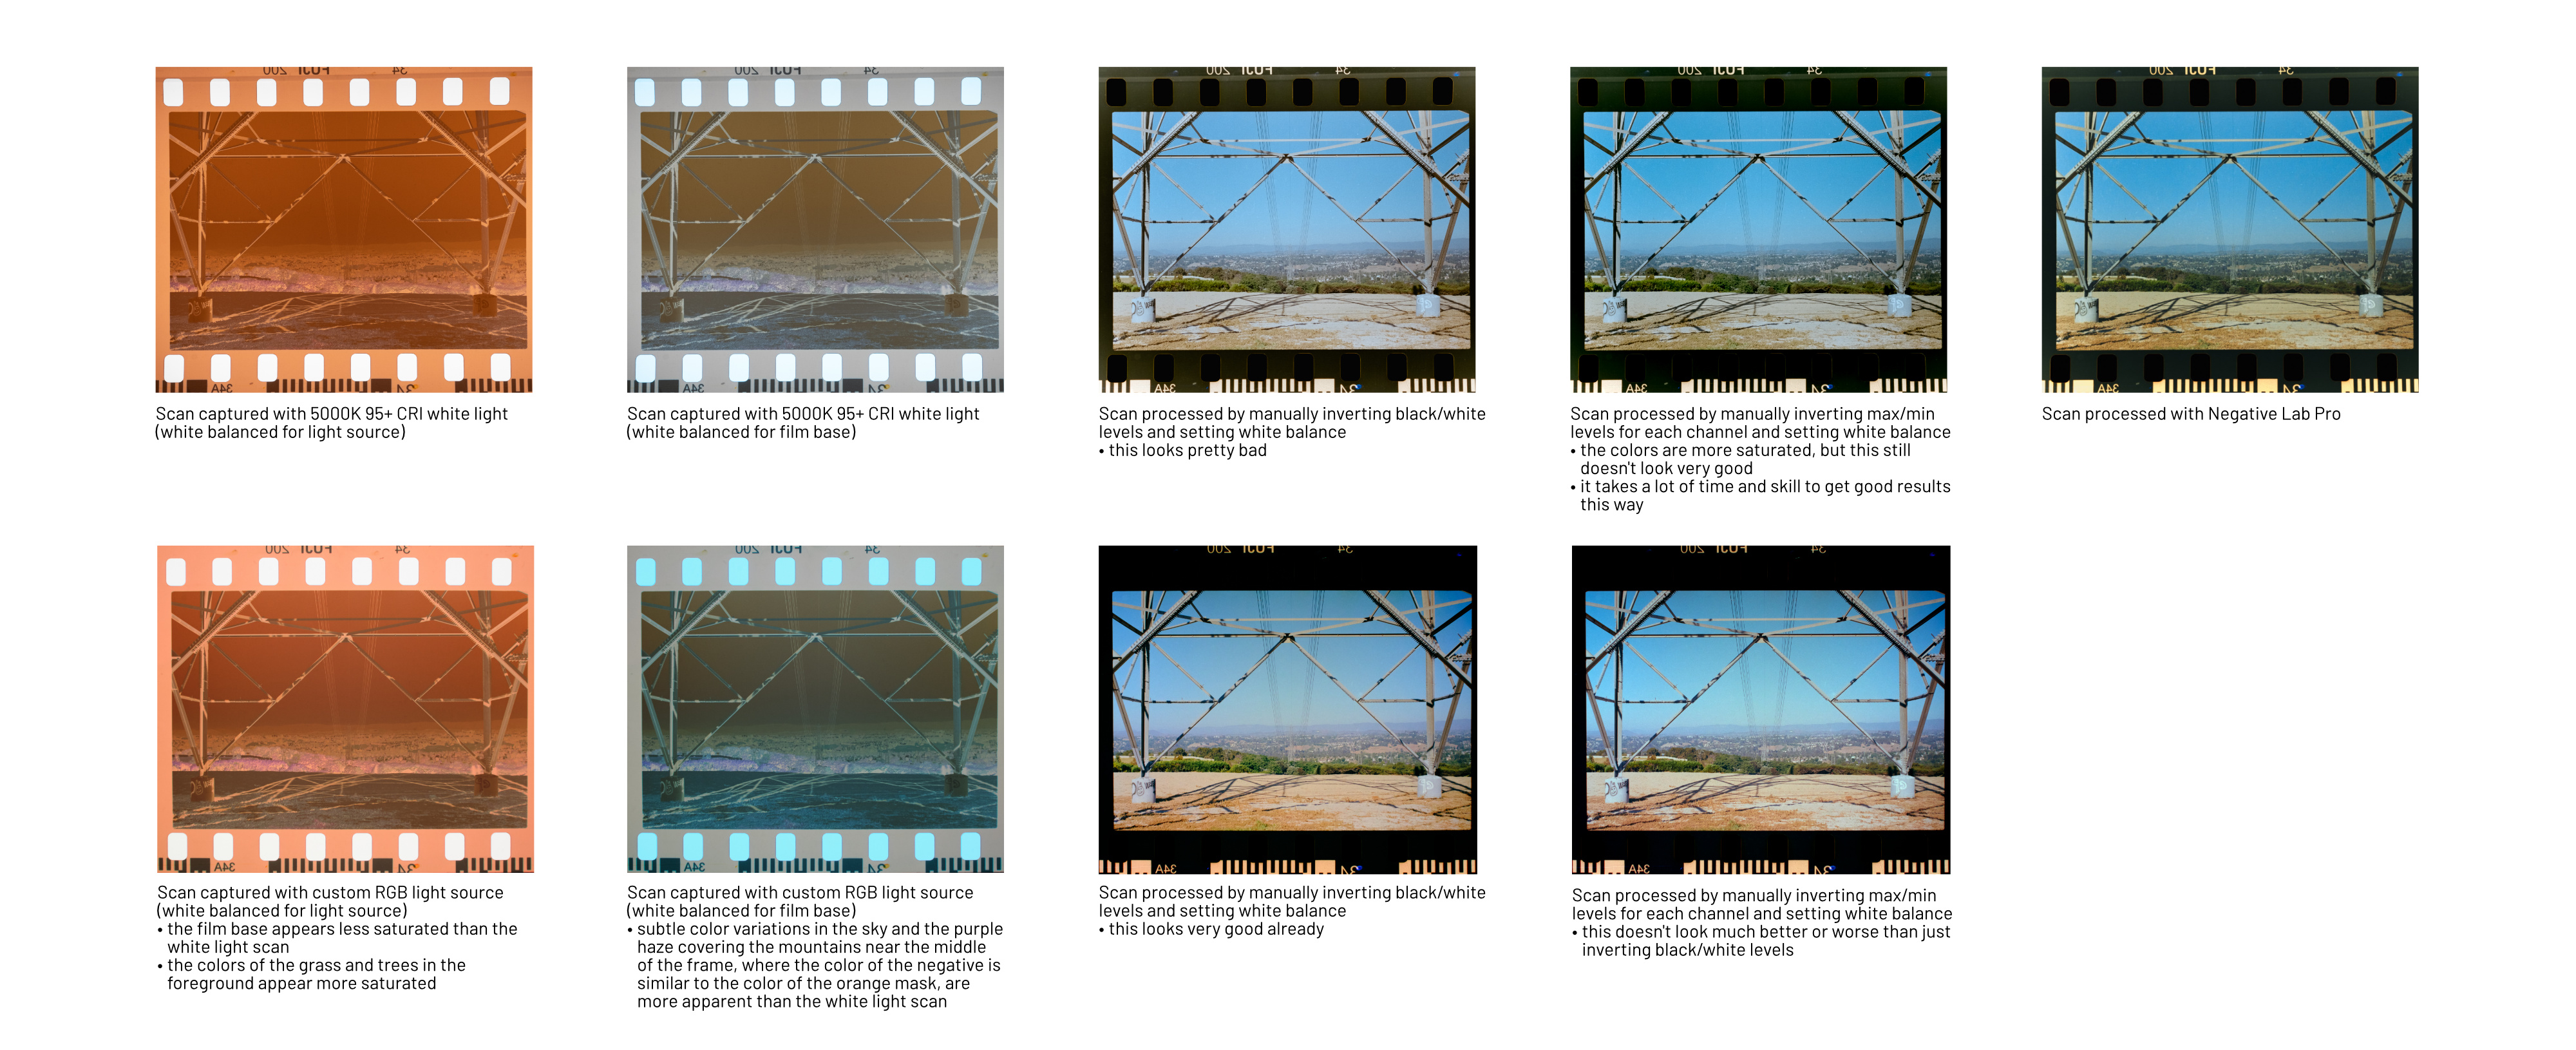 Scan captured with 5000K 95+ CRI white light
(white balanced for light source)
Scan captured with 5000K 95+ CRI white light
(white balanced for film base)
Scan processed by manually inverting black/white
levels and setting white balance
• this looks pretty bad
Scan processed by manually inverting max/min
levels for each channel and setting white balance
• the colors are more saturated, but this still
doesn't look very good
• it takes a lot of time and skill to get good results
this way
Scan processed with Negative Lab Pro
Scan captured with custom RGB light source
(white balanced for light source)
• the film base appears less saturated than the
white light scan
• the colors of the grass and trees in the
foreground appear more saturated
Scan captured with custom RGB light source
(white balanced for film base)
• subtle color variations in the sky and the purple
haze covering the mountains near the middle
of the frame, where the color of the negative is
similar to the color of the orange mask, are
more apparent than the white light scan
Scan processed by manually inverting black/white
levels and setting white balance
• this looks very good already
Scan processed by manually inverting max/min
levels for each channel and setting white balance
• this doesn't look much better or worse than just
inverting black/white levels